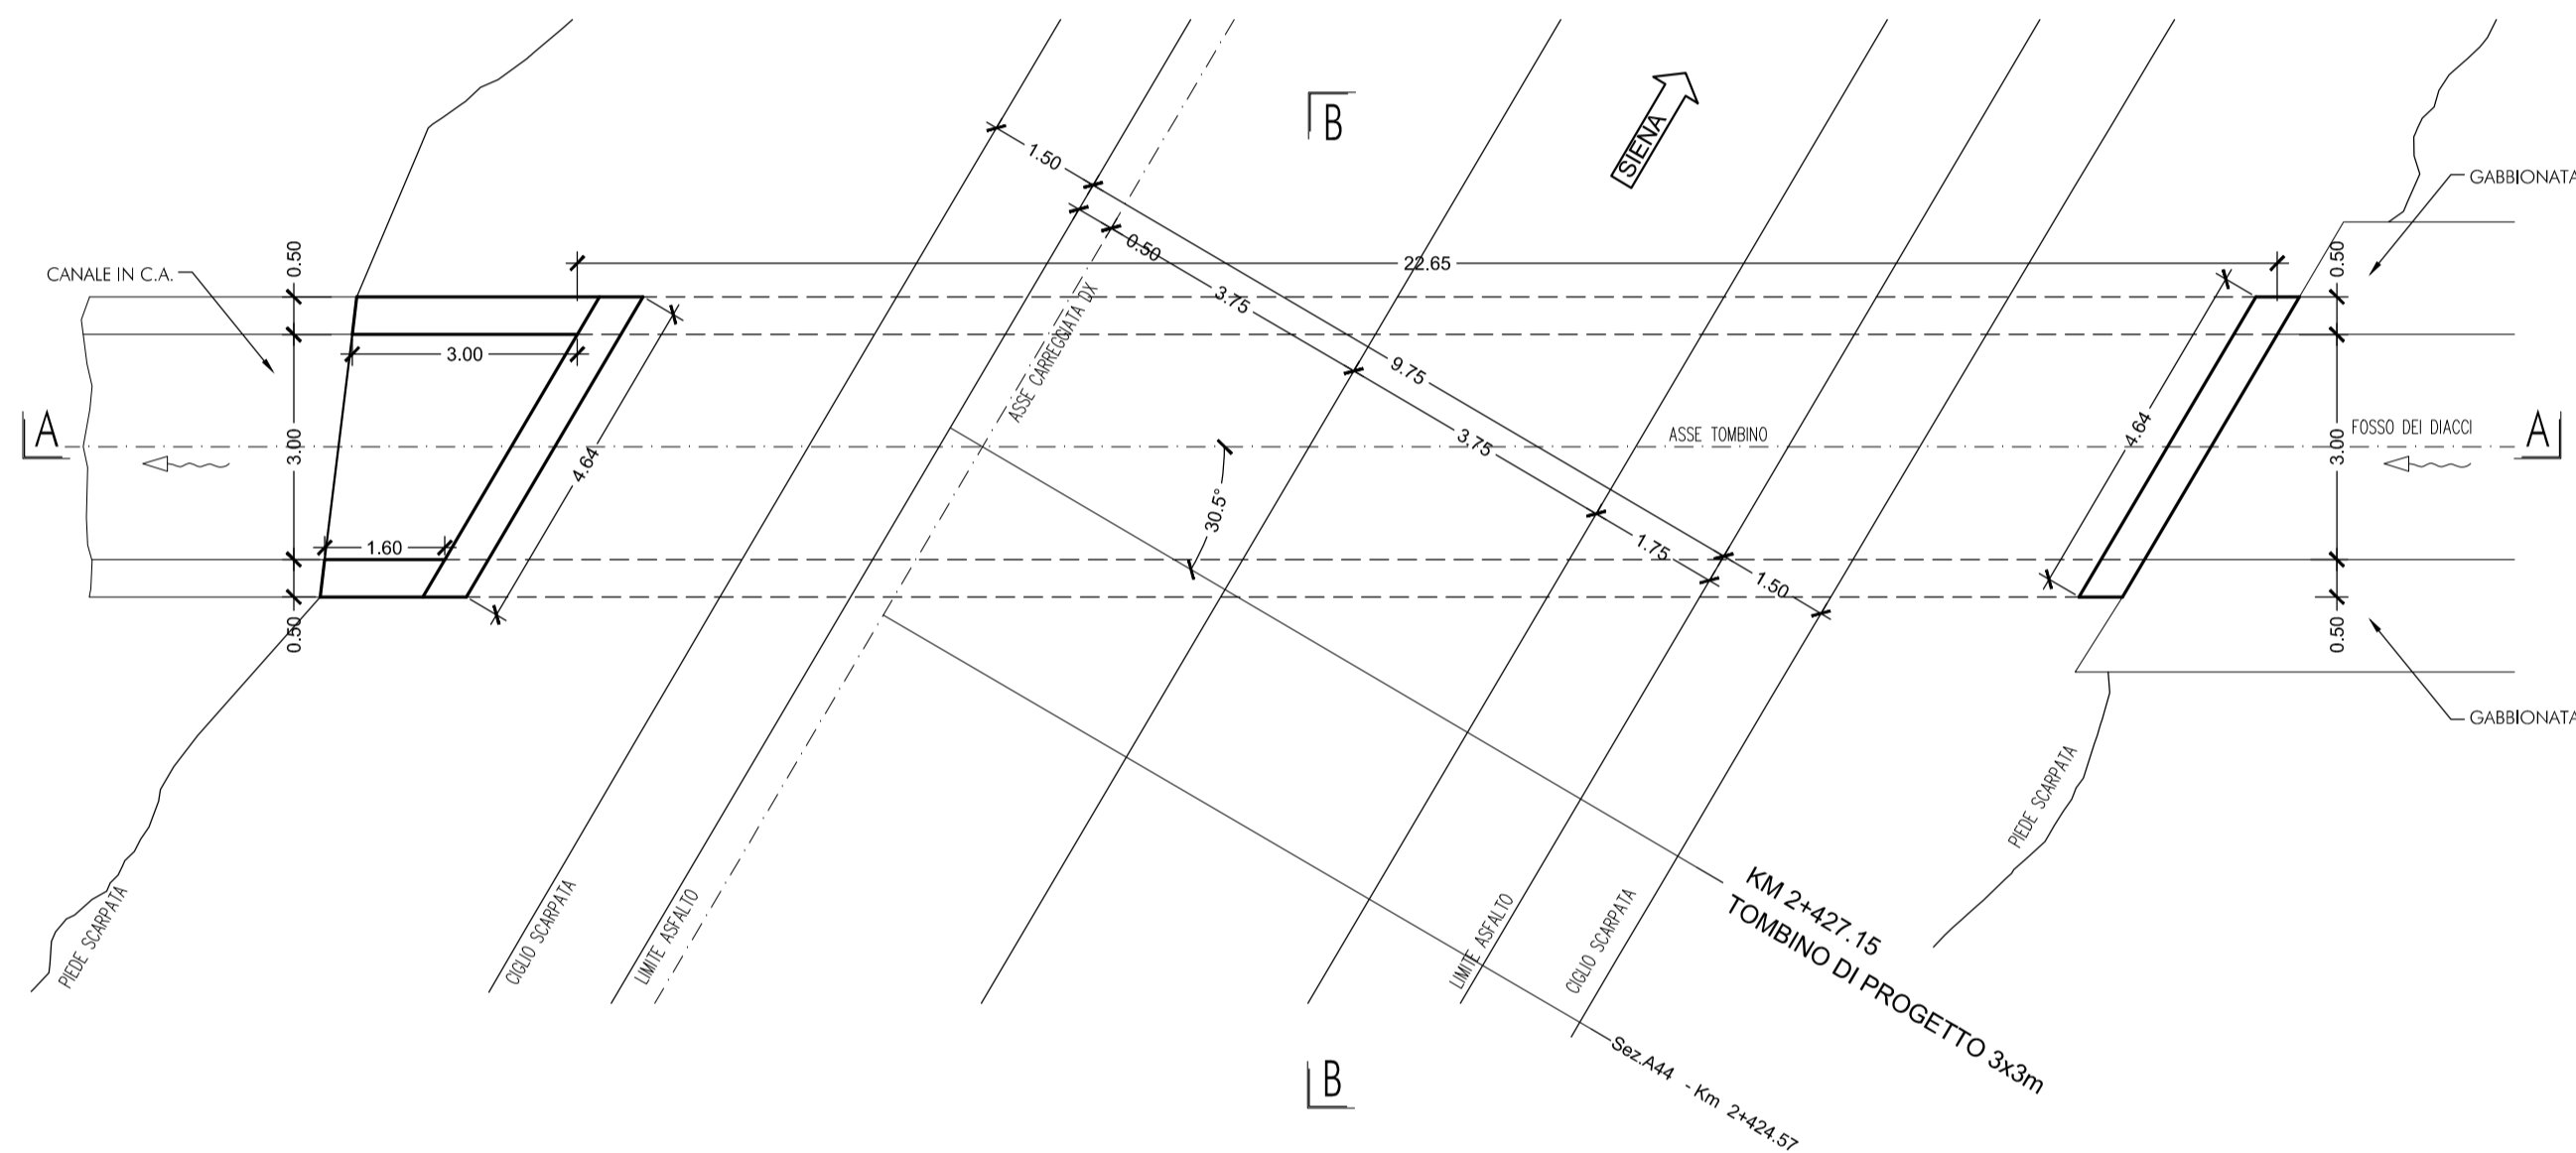 B
SIENA
1.50
GABBIONATA
0.50
0.50
0.50
CANALE IN C.A.
22.65
3.75
ASSE CARREGGIATA DX
3.00
9.75
A
3.00
4.64
3.75
ASSE TOMBINO
4.64
3.00
FOSSO DEI DIACCI
A
30.5°
1.60
1.75
1.50
0.50
0.50
GABBIONATA
PIEDE SCARPATA
PIEDE SCARPATA
CIGLIO SCARPATA
LIMITE ASFALTO
LIMITE ASFALTO
CIGLIO SCARPATA
KM 2+427.15
TOMBINO DI PROGETTO 3x3m
B
Sez.A44 - Km 2+424.57